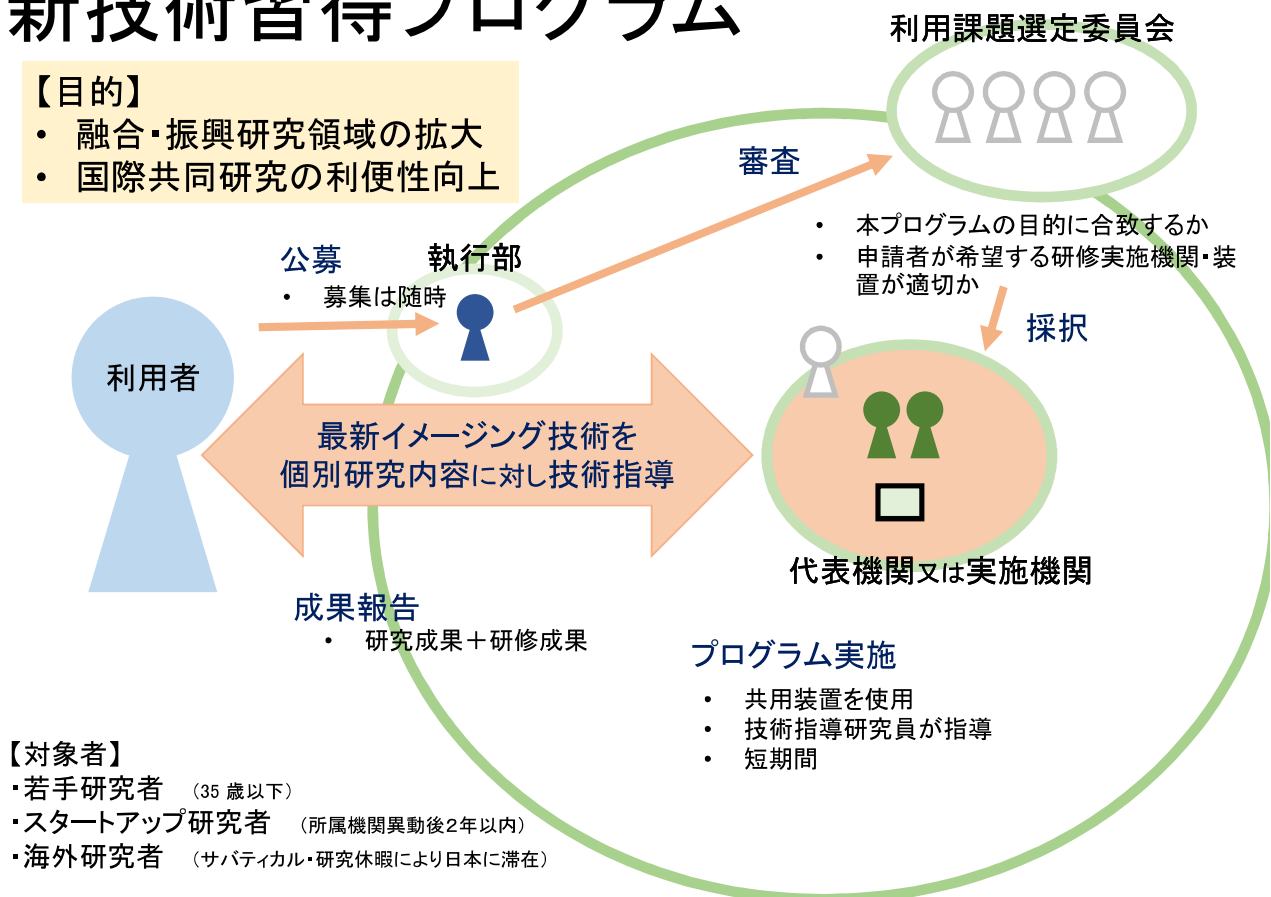 新技術習得プログラム
利用課題選定委員会
【目的】
• 融合・振興研究領域の拡大
• 国際共同研究の利便性向上
審査
• 本プログラムの目的に合致するか
• 申請者が希望する研修実施機関・装
置が適切か
公募
• 募集は随時
執行部
採択
利用者
最新イメージング技術を
個別研究内容に対し技術指導
代表機関又は実施機関
成果報告
• 研究成果＋研修成果
プログラム実施
• 共用装置を使用
• 技術指導研究員が指導
• 短期間
【対象者】
・若手研究者 （35 歳以下）
・スタートアップ研究者 （所属機関異動後２年以内）
・海外研究者 （サバティカル・研究休暇により日本に滞在）